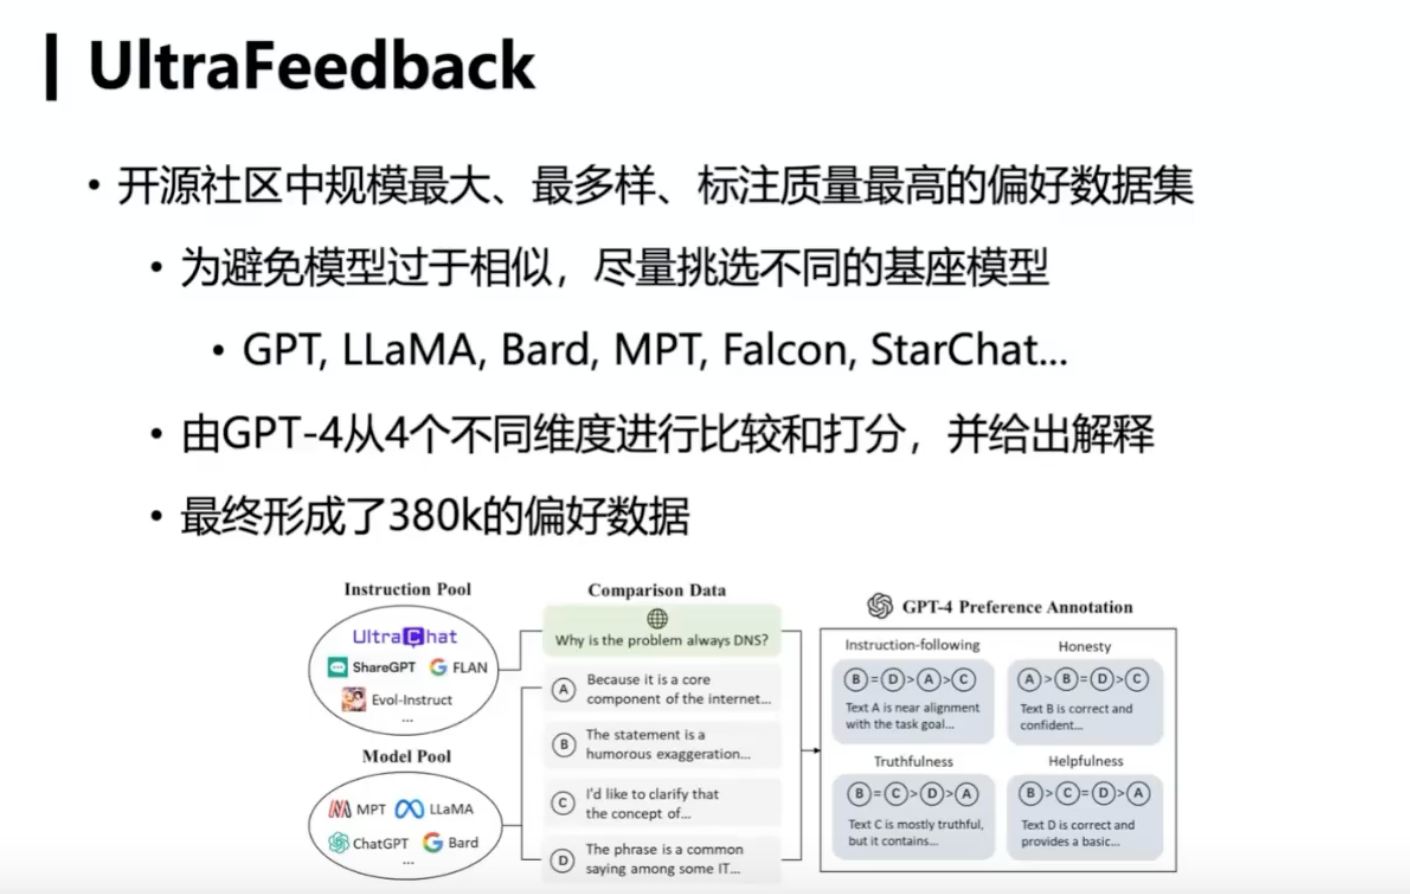 UltraFeedback
• 开源社区中规模最大、最多样、标注质量最高的偏好数据集
• 为避免模型过于相似，尽量挑选不同的基座模型
• GPT, LLaMA, Bard, MPT, Falcon, StarChat...
• 由GPT-4从4个不同维度进行比较和打分，并给出解释
• 最终形成了380k的偏好数据
Instruction Pool
UltraChat
ShareGPT
FLAN
Evol-Instruct
...
Model Pool
MPT
LLaMA
ChatGPT
Bard
...
Comparison Data
Why is the problem always DNS?
A
Because it is a core
component of the internet...
B
The statement is a
humorous exaggeration...
C
I'd like to clarify that
the concept of...
D
The phrase is a common
saying among some IT...
GPT-4 Preference Annotation
Instruction-following
B=D>A>C
Text A is near alignment
with the task goal...
Honesty
A>B=D>C
Text B is correct and
confident...
Truthfulness
B=C>D>A
Text C is mostly truthful,
but it contains...
Helpfulness
B>C=D>A
Text D is correct and
provides a basic...